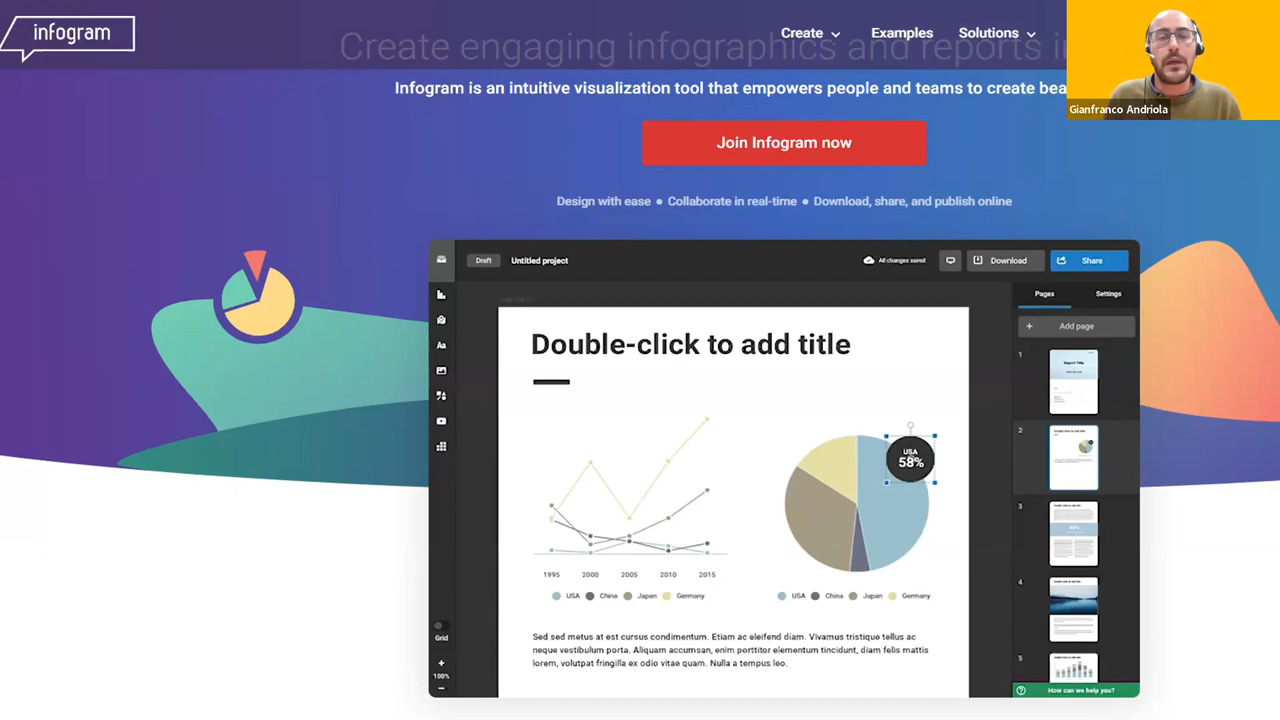 infogram
Create
Examples
Solutions
Create engaging infographics and reports in
Gianfranco Andriola
Infogram is an intuitive visualization tool that empowers people and teams to create bea
Join Infogram now
Design with ease ● Collaborate in real-time ● Download, share, and publish online
Draft
Untitled project
All changes saved
Download
Share
Pages
Settings
+ Add page
Double-click to add title
USA
58%
1995 2000 2005 2010 2015
USA China Japan Germany
USA China Japan Germany
Sed sed metus at est cursus condimentum. Etiam ac eleifend diam. Vivamus tristique tellus ac
neque vestibulum porta. Aliquam accumsan, enim porttitor elementum tincidunt, diam felis mattis
lorem, volutpat fringilla ex odio vitae quam. Nulla a tempus leo.
Aa
Grid
+
100%
−
1
Report Title
2
3
4
5
How can we help you?